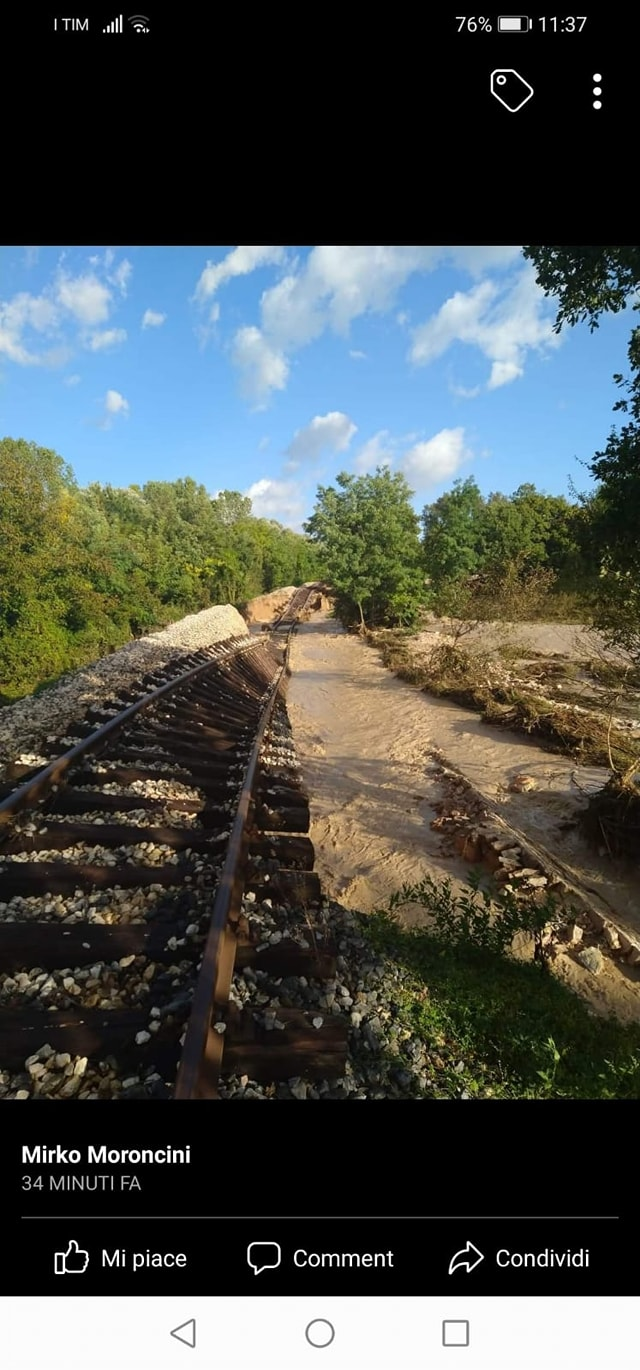 I TIM 76% 11:37
Mirko Moroncini
34 MINUTI FA
Mi piace Comment Condividi